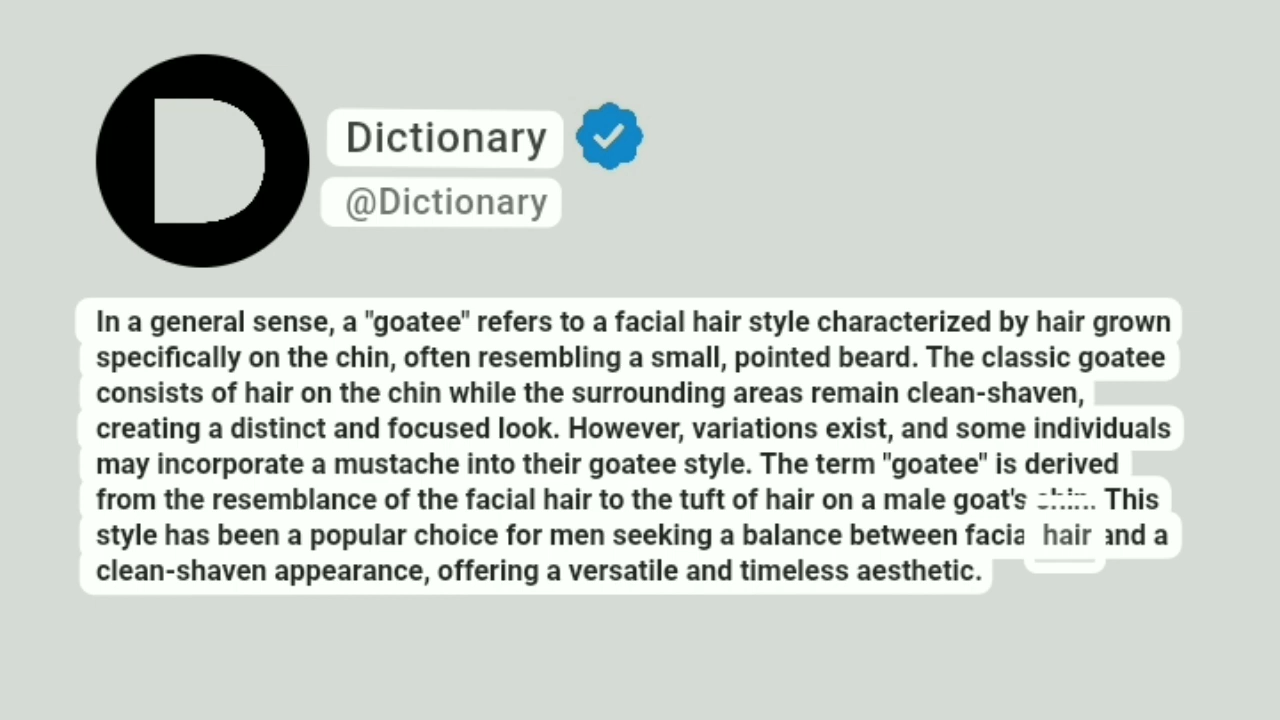 Dictionary
@Dictionary
In a general sense, a "goatee" refers to a facial hair style characterized by hair grown
specifically on the chin, often resembling a small, pointed beard. The classic goatee
consists of hair on the chin while the surrounding areas remain clean-shaven,
creating a distinct and focused look. However, variations exist, and some individuals
may incorporate a mustache into their goatee style. The term "goatee" is derived
from the resemblance of the facial hair to the tuft of hair on a male goat's This
style has been a popular choice for men seeking a balance between facia hair and a
clean-shaven appearance, offering a versatile and timeless aesthetic.